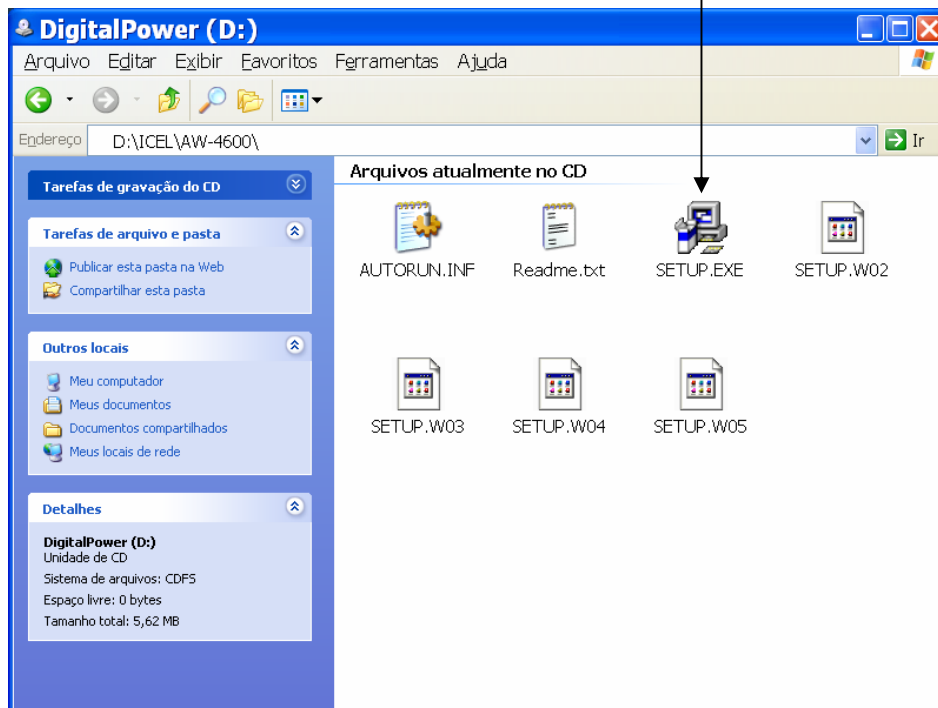 DigitalPower (D:)
Arquivo Editar Exibir Favoritos Ferramentas Ajuda
Endereço D:\ICEL\AW-4600\ Ir
Tarefas de gravação do CD
Tarefas de arquivo e pasta
Publicar esta pasta na Web
Compartilhar esta pasta
Outros locais
Meu computador
Meus documentos
Documentos compartilhados
Meus locais de rede
Detalhes
DigitalPower (D:)
Unidade de CD
Sistema de arquivos: CDFS
Espaço livre: 0 bytes
Tamanho total: 5,62 MB
Arquivos atualmente no CD
AUTORUN.INF Readme.txt SETUP.EXE SETUP.W02
SETUP.W03 SETUP.W04 SETUP.W05